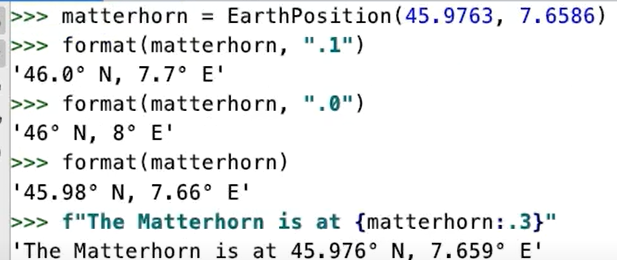 >>> matterhorn = EarthPosition(45.9763, 7.6586)
>>> format(matterhorn, ".1")
'46.0° N, 7.7° E'
>>> format(matterhorn, ".0")
'46° N, 8° E'
>>> format(matterhorn)
'45.98° N, 7.66° E'
>>> f"The Matterhorn is at {matterhorn:.3}"
'The Matterhorn is at 45.976° N, 7.659° E'